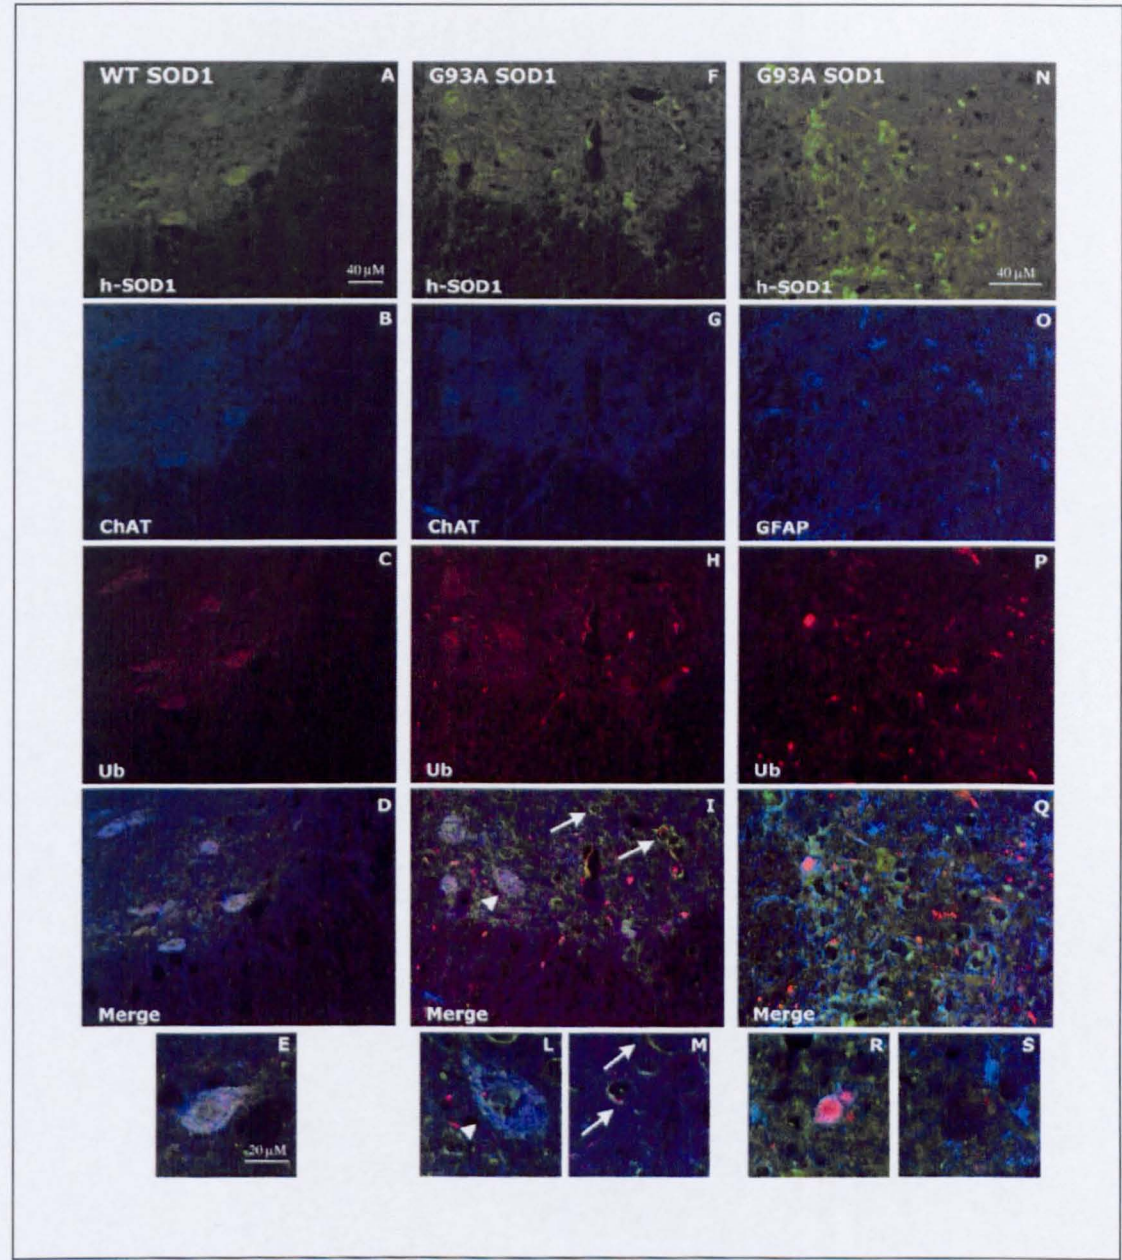 WT SOD1 A
G93A SOD1 F
G93A SOD1 N
40 µM
40 µM
h-SOD1
h-SOD1
h-SOD1
B
G
O
ChAT
ChAT
GFAP
C
H
P
Ub
Ub
Ub
D
I
Q
Merge
Merge
Merge
E
L
M
R
S
20 µM